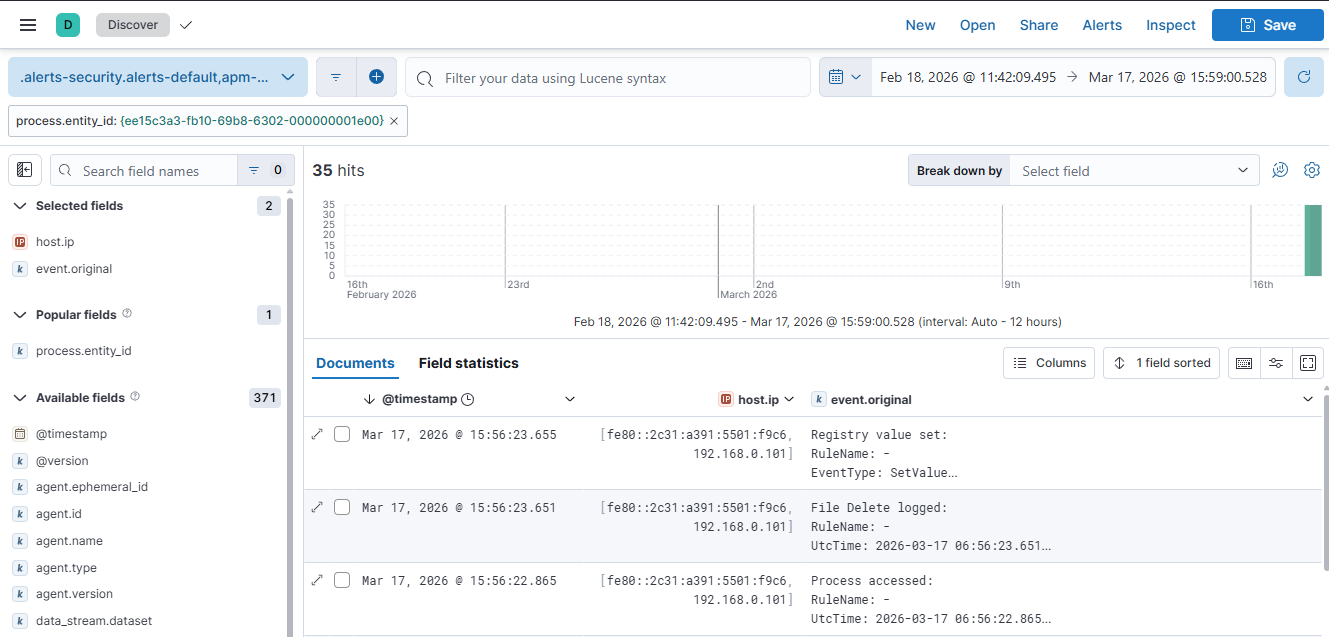 D Discover New Open Share Alerts Inspect Save
.alerts-security.alerts-default,apm-... Filter your data using Lucene syntax Feb 18, 2026 @ 11:42:09.495 → Mar 17, 2026 @ 15:59:00.528
process.entity_id: {ee15c3a3-fb10-69b8-6302-000000001e00} ×
Search field names 0
Selected fields 2
host.ip
event.original
Popular fields 1
process.entity_id
Available fields 371
@timestamp
@version
agent.ephemeral_id
agent.id
agent.name
agent.type
agent.version
data_stream.dataset
35 hits Break down by Select field
35
30
25
20
15
10
5
0
16th 23rd 2nd 9th 16th
February 2026 March 2026
Feb 18, 2026 @ 11:42:09.495 - Mar 17, 2026 @ 15:59:00.528 (interval: Auto - 12 hours)
Documents Field statistics Columns 1 field sorted
@timestamp IP host.ip k event.original
Mar 17, 2026 @ 15:56:23.655 [fe80::2c31:a391:5501:f9c6, Registry value set:
192.168.0.101] RuleName: -
EventType: SetValue...
Mar 17, 2026 @ 15:56:23.651 [fe80::2c31:a391:5501:f9c6, File Delete logged:
192.168.0.101] RuleName: -
UtcTime: 2026-03-17 06:56:23.651...
Mar 17, 2026 @ 15:56:22.865 [fe80::2c31:a391:5501:f9c6, Process accessed:
192.168.0.101] RuleName: -
UtcTime: 2026-03-17 06:56:22.865...